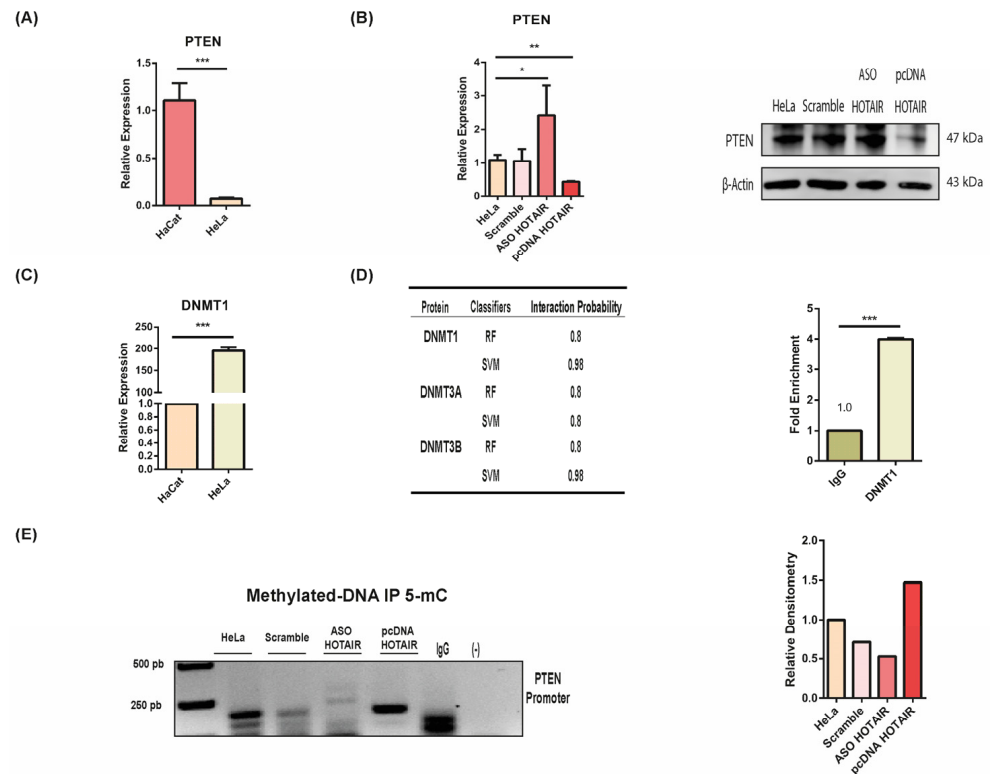 (A)
PTEN
***
Relative Expression
1.5
1.0
0.5
0.0
HaCat
HeLa
(B)
PTEN
**
*
Relative Expression
4
3
2
1
0
HeLa
Scramble
ASO HOTAIR
pcDNA HOTAIR
ASO pcDNA
HeLa Scramble HOTAIR HOTAIR
PTEN 47 kDa
β-Actin 43 kDa
(C)
DNMT1
***
Relative Expression
250
200
150
100
1.0
0.8
0.6
0.4
0.2
0.0
HaCat
HeLa
(D)
Protein Classifiers Interaction Probability
DNMT1 RF 0.8
SVM 0.98
DNMT3A RF 0.8
SVM 0.8
DNMT3B RF 0.8
SVM 0.98
***
Fold Enrichment
5
4
3
2
1
0
1.0
IgG
DNMT1
(E)
Methylated-DNA IP 5-mC
HeLa Scramble ASO HOTAIR pcDNA HOTAIR IgG (-)
500 pb
250 pb
PTEN
Promoter
Relative Densitometry
2.0
1.5
1.0
0.5
0.0
HeLa
Scramble
ASO HOTAIR
pcDNA HOTAIR